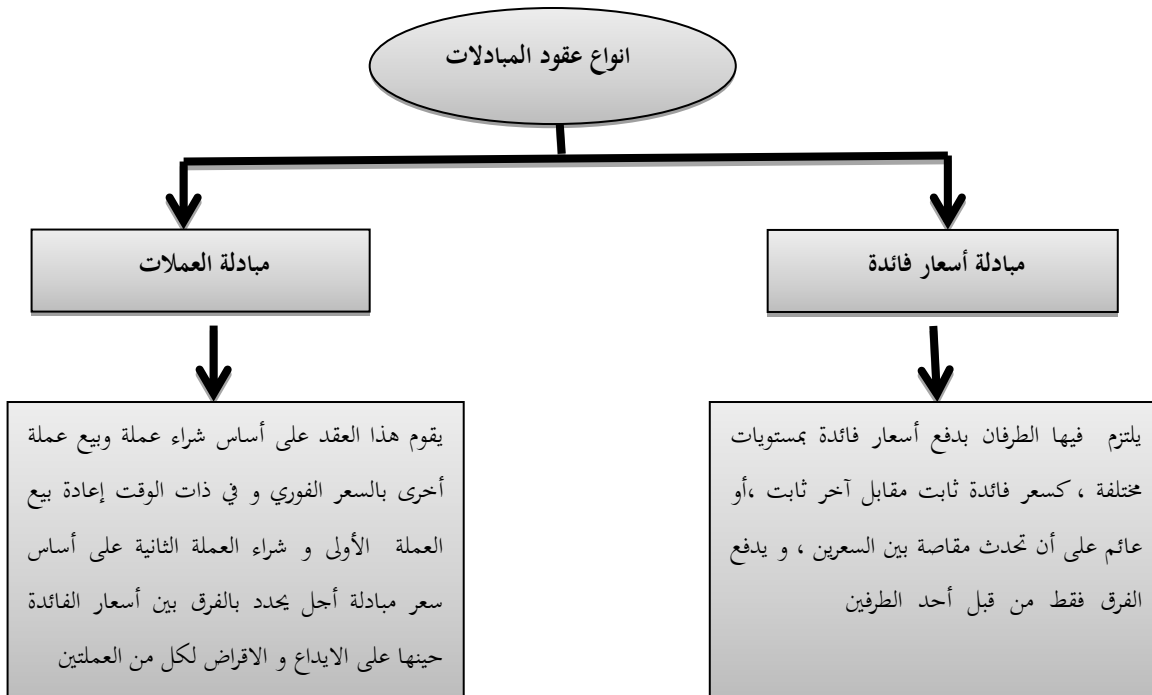 انواع عقود المبادلات
مبادلة أسعار فائدة
مبادلة العملات
يلتزم فيها الطرفان بدفع أسعار فائدة بمستويات
مختلفة ، كسعر فائدة ثابت مقابل آخر ثابت ،أو
عائم على أن تحدث مقاصة بين السعرين ، و يدفع
الفرق فقط من قبل أحد الطرفين
يقوم هذا العقد على أساس شراء عملة وبيع عملة
أخرى بالسعر الفوري و في ذات الوقت إعادة بيع
العملة الأولى و شراء العملة الثانية على أساس
سعر مبادلة أجل يحدد بالفرق بين أسعار الفائدة
حينها على الايداع و الاقراض لكل من العملتين